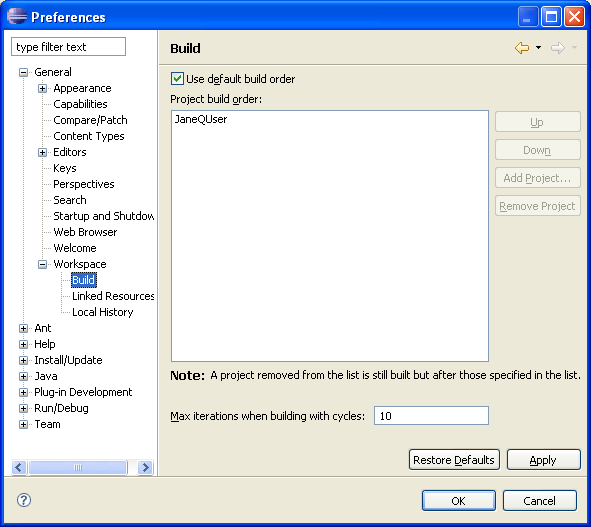 Preferences
type filter text
General
Appearance
Capabilities
Compare/Patch
Content Types
Editors
Keys
Perspectives
Search
Startup and Shutdow
Web Browser
Welcome
Workspace
Build
Linked Resources
Local History
Ant
Help
Install/Update
Java
Plug-in Development
Run/Debug
Team
Build
Use default build order
Project build order:
JaneQUser
Up
Down
Add Project...
Remove Project
Note: A project removed from the list is still built but after those specified in the list.
Max iterations when building with cycles: 10
Restore Defaults Apply
? OK Cancel